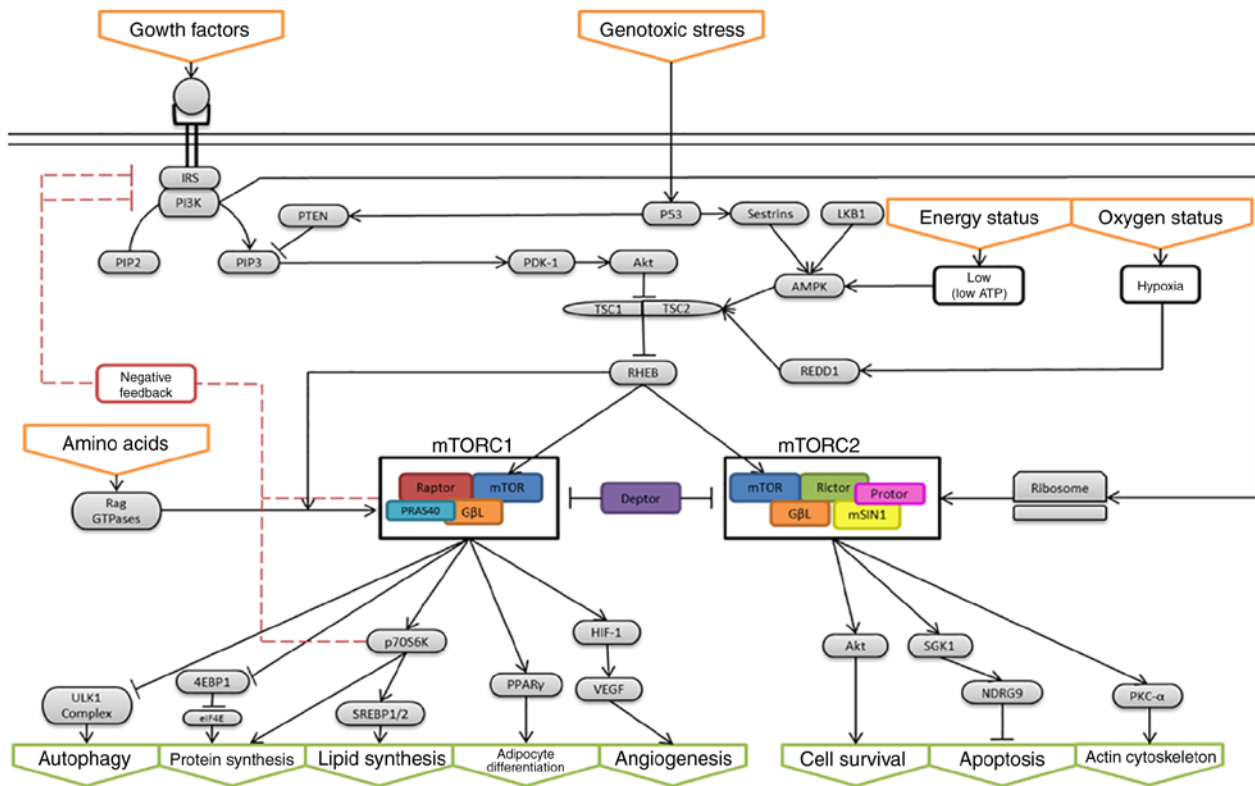 Gowth factors
Genotoxic stress
IRS
PI3K
PTEN
P53
Sestrins
LKB1
Energy status
Oxygen status
PIP2
PIP3
PDK-1
Akt
AMPK
Low
(low ATP)
Hypoxia
TSC1
TSC2
RHEB
REDD1
Negative
feedback
Amino acids
mTORC1
mTORC2
Raptor
mTOR
PRAS40
GβL
Deptor
mTOR
Rictor
Protor
GβL
mSIN1
Ribosome
Rag
GTPases
p70S6K
HIF-1
Akt
SGK1
4EBP1
ULK1
Complex
eIF4E
SREBP1/2
PPARγ
VEGF
NDRG9
PKC-α
Autophagy
Protein synthesis
Lipid synthesis
Adipocyte
differentiation
Angiogenesis
Cell survival
Apoptosis
Actin cytoskeleton